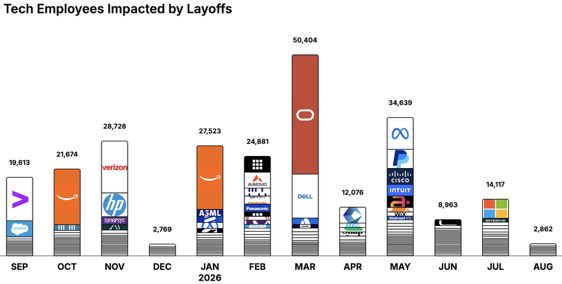 Tech Employees Impacted by Layoffs
50,404
34,639
28,726
27,523
24,881
21,674
19,613
14,117
12,076
8,963
2,769
2,862
verizon
hp
SYNOPSYS
ASML
AUMOVIO
Panasonic
DELL
CISCO
INTUIT
SEP OCT NOV DEC JAN FEB MAR APR MAY JUN JUL AUG
2026